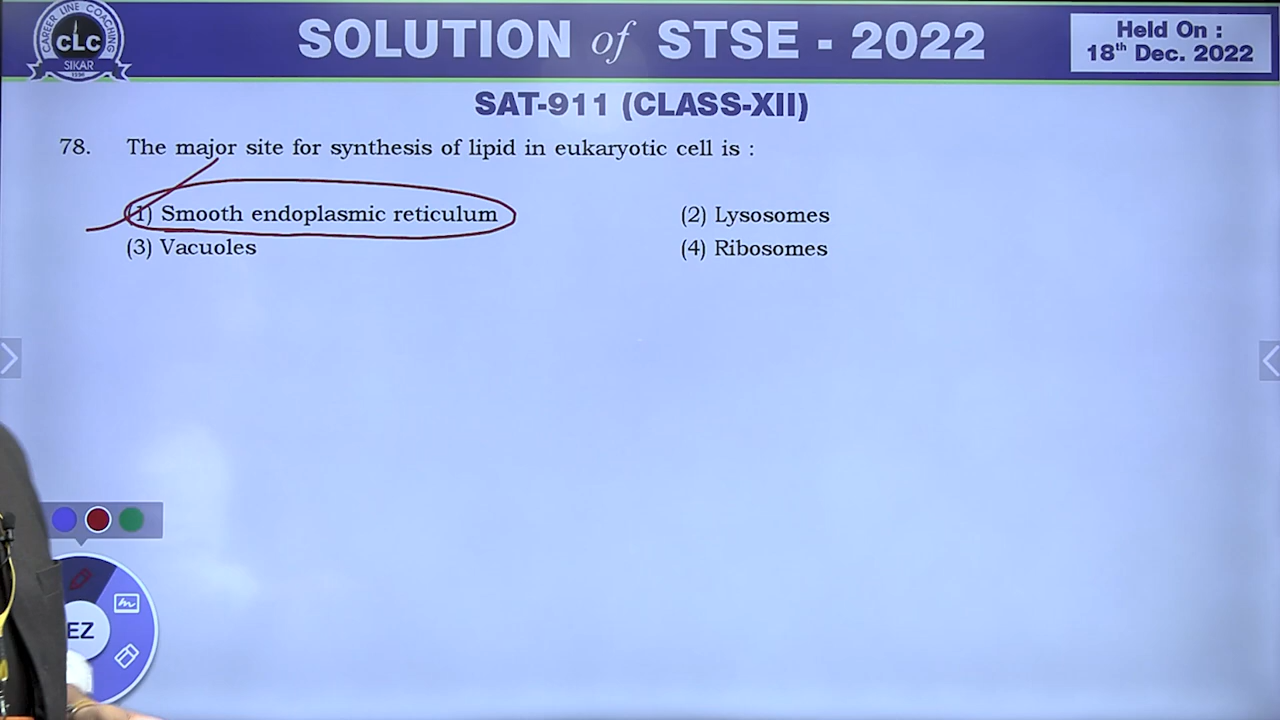 CAREER LINE COACHING
CLC
SIKAR
SOLUTION of STSE - 2022
Held On :
18th Dec. 2022
SAT-911 (CLASS-XII)
78. The major site for synthesis of lipid in eukaryotic cell is :
(1) Smooth endoplasmic reticulum (2) Lysosomes
(3) Vacuoles (4) Ribosomes
EZ